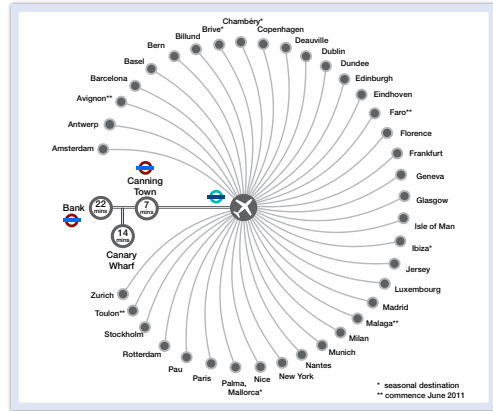 Chambéry*
Brive*
Copenhagen
Billund
Deauville
Bern
Dublin
Basel
Dundee
Barcelona
Edinburgh
Avignon**
Eindhoven
Antwerp
Faro**
Amsterdam
Florence
Frankfurt
Geneva
Glasgow
Isle of Man
Ibiza*
Jersey
Luxembourg
Madrid
Malaga**
Milan
Munich
Nantes
New York
Nice
Palma,
Mallorca*
Paris
Pau
Rotterdam
Stockholm
Toulon**
Zurich
Canning
Town
Bank
22
mins
7
mins
14
mins
Canary
Wharf
* seasonal destination
** commence June 2011